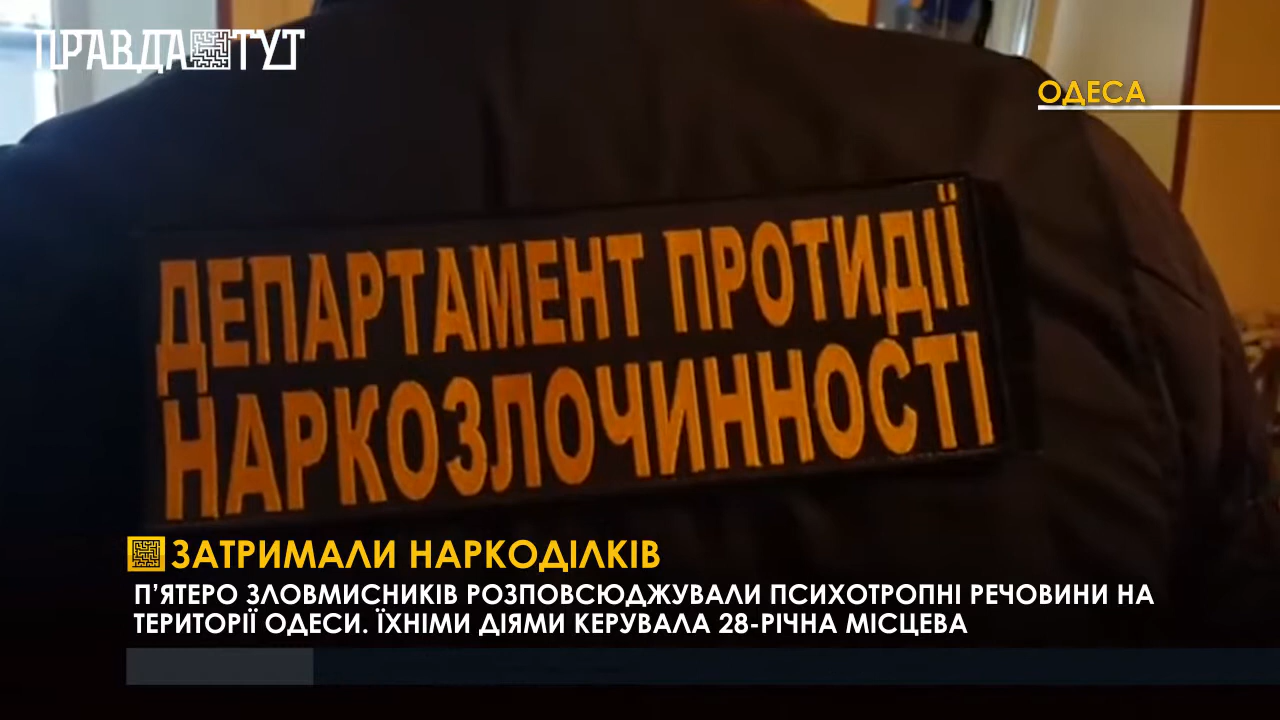 ПРАВДА ТУТ
ОДЕСА
ДЕПАРТАМЕНТ ПРОТИДІЇ
НАРКОЗЛОЧИННОСТІ
ЗАТРИМАЛИ НАРКОДІЛКІВ
П'ЯТЕРО ЗЛОВМИСНИКІВ РОЗПОВСЮДЖУВАЛИ ПСИХОТРОПНІ РЕЧОВИНИ НА
ТЕРИТОРІЇ ОДЕСИ. ЇХНІМИ ДІЯМИ КЕРУВАЛА 28-РІЧНА МІСЦЕВА